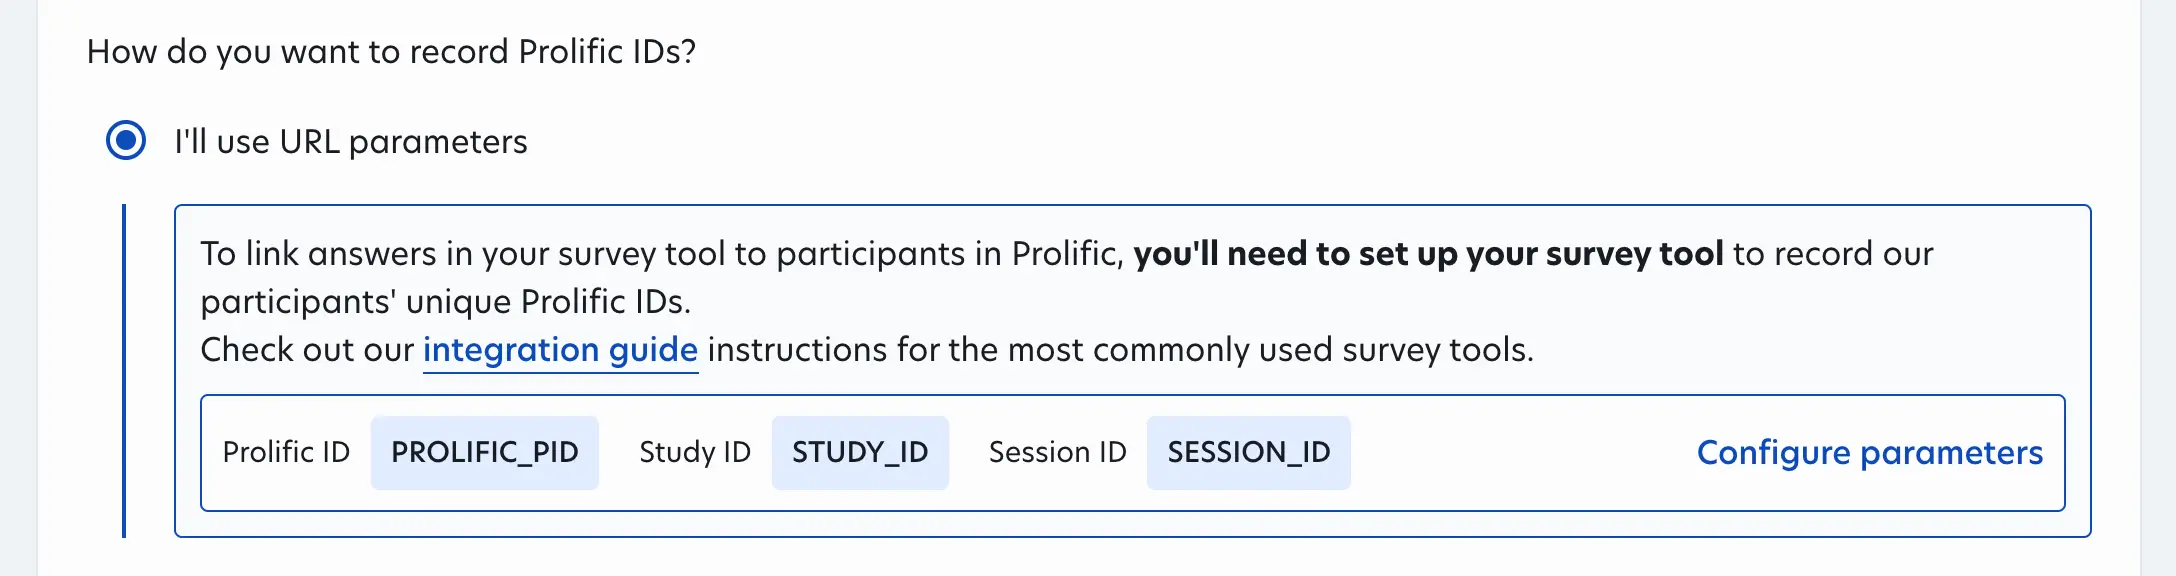 How do you want to record Prolific IDs?
I'll use URL parameters
To link answers in your survey tool to participants in Prolific, you'll need to set up your survey tool to record our
participants' unique Prolific IDs.
Check out our integration guide instructions for the most commonly used survey tools.
Prolific ID PROLIFIC_PID Study ID STUDY_ID Session ID SESSION_ID Configure parameters